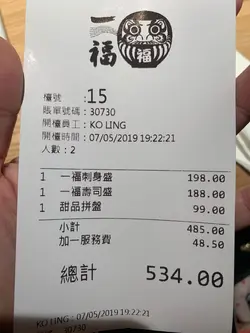 一福
福
檯號 :15
賬單號碼 : 30730
開檯員工 : KO LING
開檯時間 : 07/05/2019 19:22:21
人數 : 2
1 一福刺身盛 198.00
1 一福壽司盛 188.00
1 甜品拼盤 99.00
小計 485.00
加一服務費 48.50
總計 534.00
KO LING : 07/05/2019 19:22:21
30730